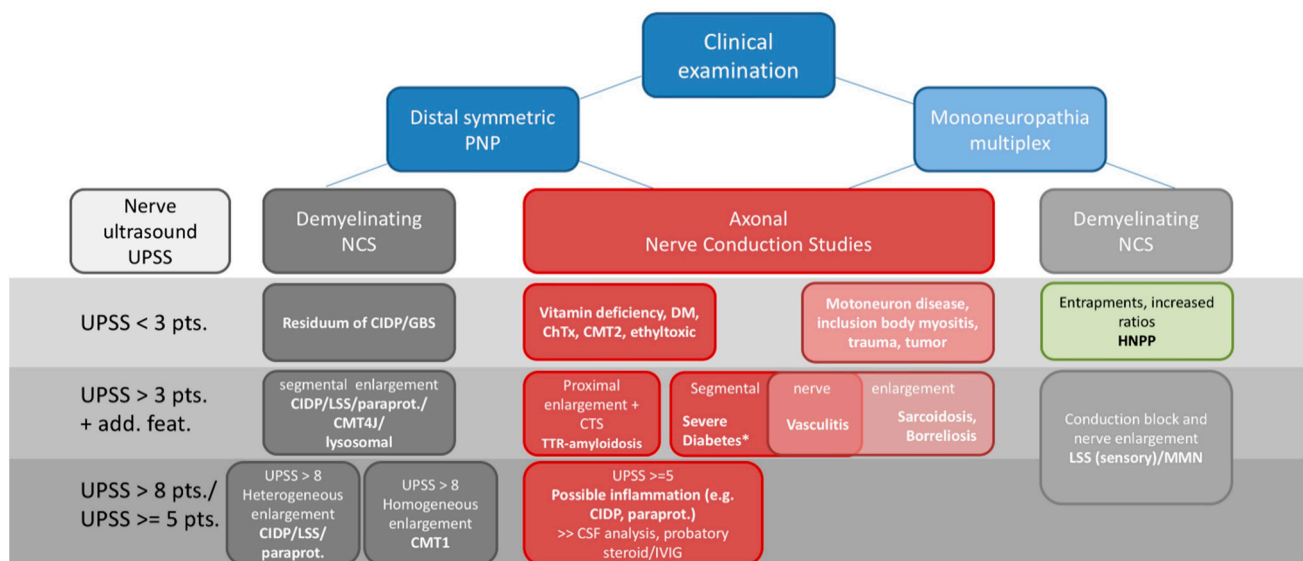 Clinical
examination
Distal symmetric
PNP
Mononeuropathia
multiplex
Nerve
ultrasound
UPSS
Demyelinating
NCS
Axonal
Nerve Conduction Studies
Demyelinating
NCS
UPSS < 3 pts.
Residuum of CIDP/GBS
Vitamin deficiency, DM,
ChTx, CMT2, ethyltoxic
Motoneuron disease,
inclusion body myositis,
trauma, tumor
Entrapments, increased
ratios
HNPP
UPSS > 3 pts.
+ add. feat.
segmental enlargement
CIDP/LSS/paraprot./
CMT4J/
lysosomal
Proximal
enlargement +
CTS
TTR-amyloidosis
Segmental nerve enlargement
Severe
Diabetes*
Vasculitis
Sarcoidosis,
Borreliosis
Conduction block and
nerve enlargement
LSS (sensory)/MMN
UPSS > 8 pts./
UPSS >= 5 pts.
UPSS > 8
Heterogeneous
enlargement
CIDP/LSS/
paraprot.
UPSS > 8
Homogeneous
enlargement
CMT1
UPSS >=5
Possible inflammation (e.g.
CIDP, paraprot.)
>> CSF analysis, probatory
steroid/IVIG